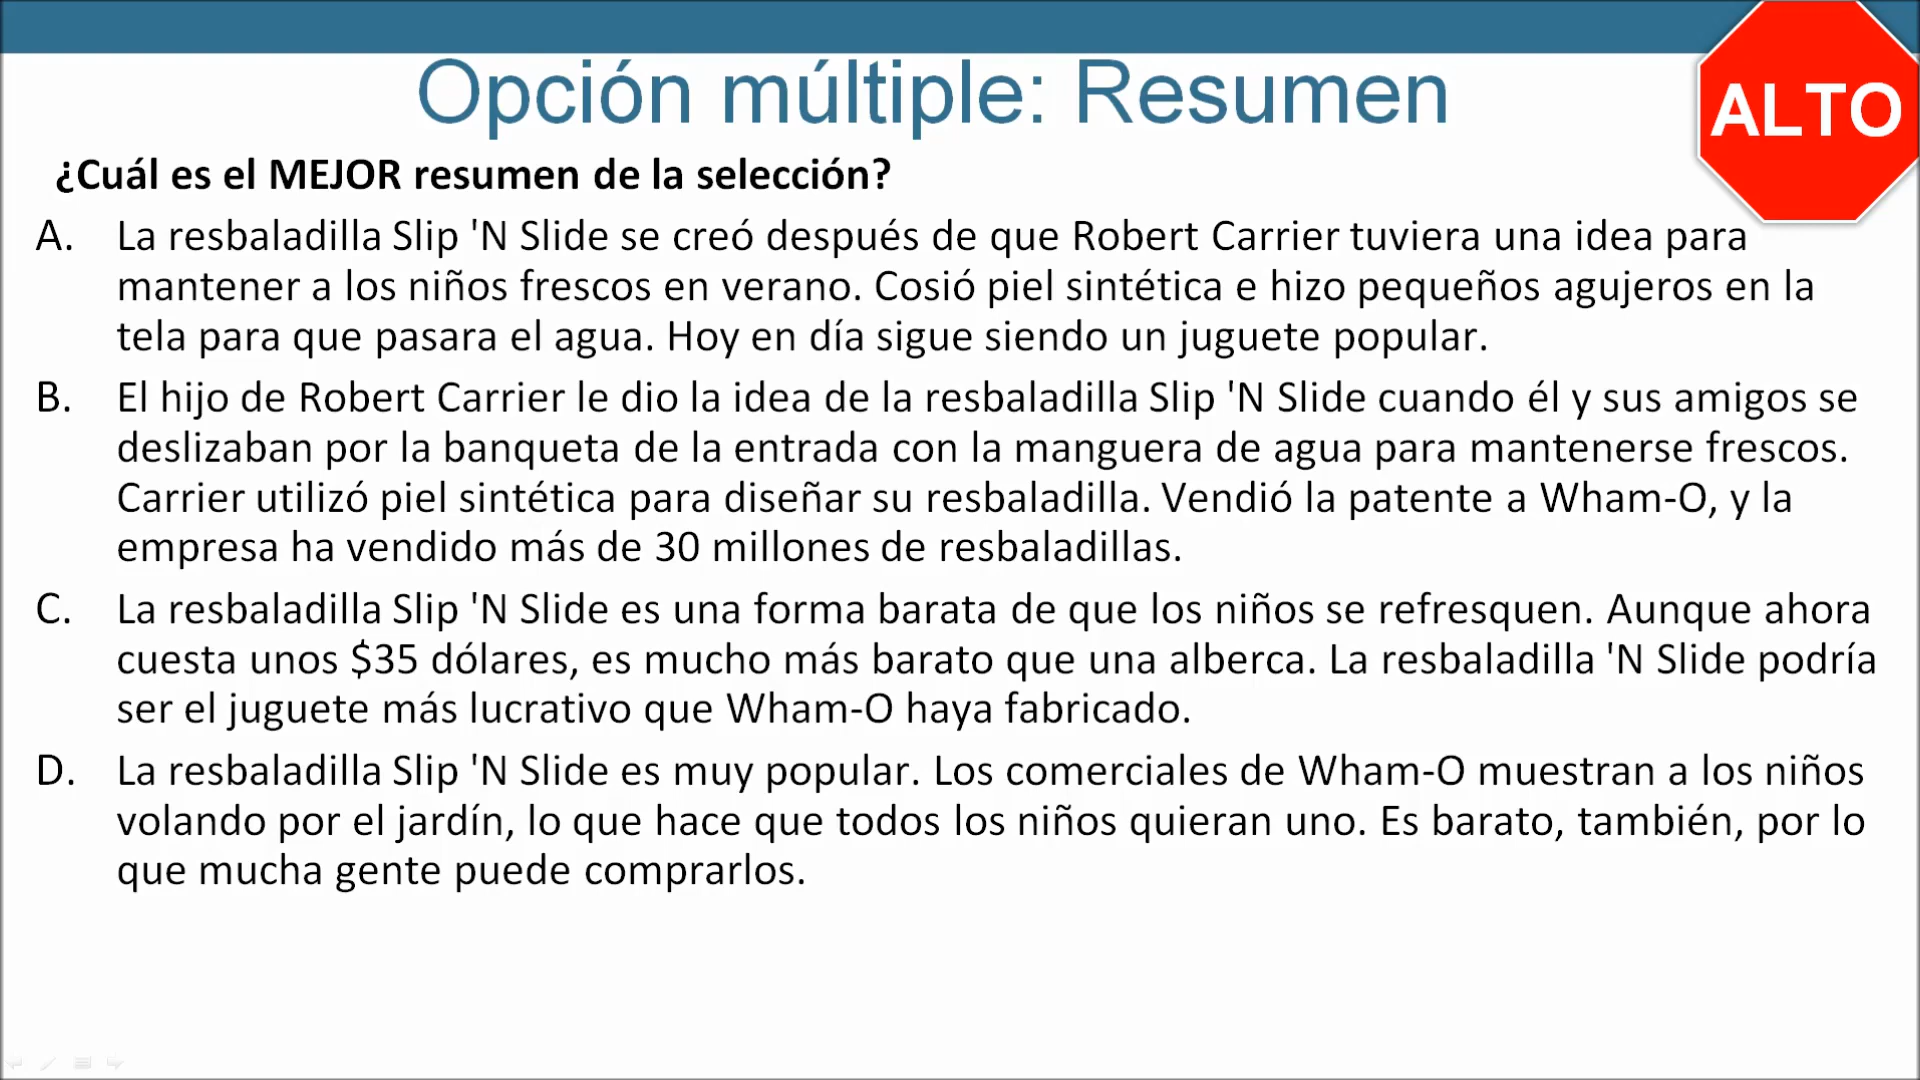 Opción múltiple: Resumen
ALTO
¿Cuál es el MEJOR resumen de la selección?
A. La resbaladilla Slip 'N Slide se creó después de que Robert Carrier tuviera una idea para
mantener a los niños frescos en verano. Cosió piel sintética e hizo pequeños agujeros en la
tela para que pasara el agua. Hoy en día sigue siendo un juguete popular.
B. El hijo de Robert Carrier le dio la idea de la resbaladilla Slip 'N Slide cuando él y sus amigos se
deslizaban por la banqueta de la entrada con la manguera de agua para mantenerse frescos.
Carrier utilizó piel sintética para diseñar su resbaladilla. Vendió la patente a Wham-O, y la
empresa ha vendido más de 30 millones de resbaladillas.
C. La resbaladilla Slip 'N Slide es una forma barata de que los niños se refresquen. Aunque ahora
cuesta unos $35 dólares, es mucho más barato que una alberca. La resbaladilla 'N Slide podría
ser el juguete más lucrativo que Wham-O haya fabricado.
D. La resbaladilla Slip 'N Slide es muy popular. Los comerciales de Wham-O muestran a los niños
volando por el jardín, lo que hace que todos los niños quieran uno. Es barato, también, por lo
que mucha gente puede comprarlos.